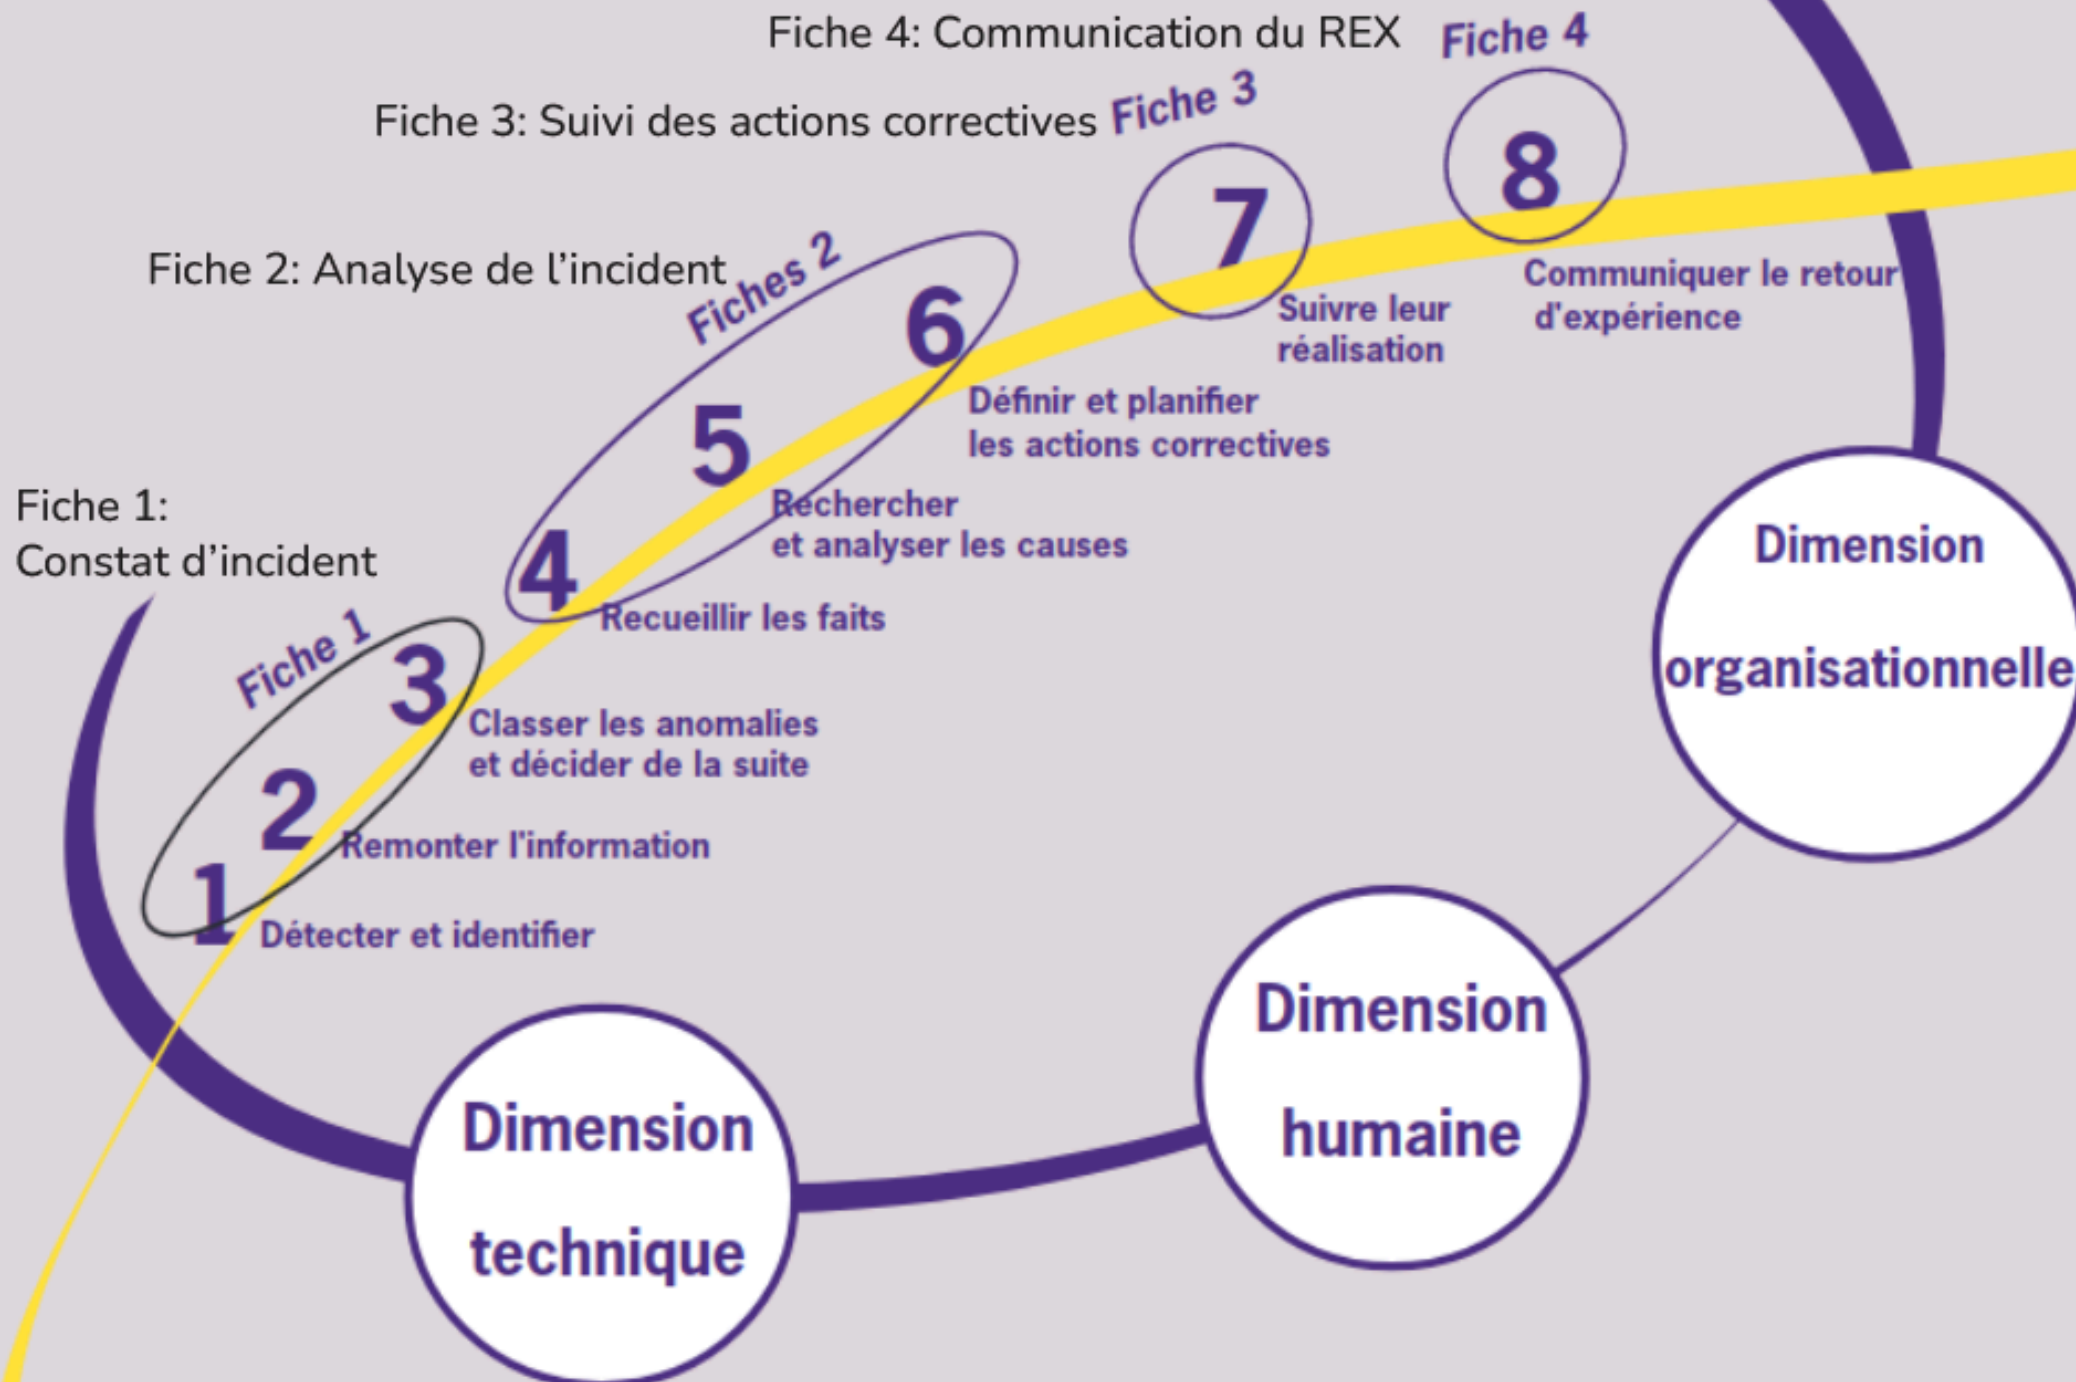 Fiche 4: Communication du REX
Fiche 4
Fiche 3: Suivi des actions correctives
Fiche 3
8
7
Communiquer le retour
d'expérience
Fiche 2: Analyse de l’incident
Fiches 2
Suivre leur
réalisation
6
Définir et planifier
les actions correctives
5
Rechercher
et analyser les causes
4
Recueillir les faits
Fiche 1:
Constat d’incident
Fiche 1
3
Classer les anomalies
et décider de la suite
2
Remonter l'information
1
Détecter et identifier
Dimension
organisationnelle
Dimension
humaine
Dimension
technique